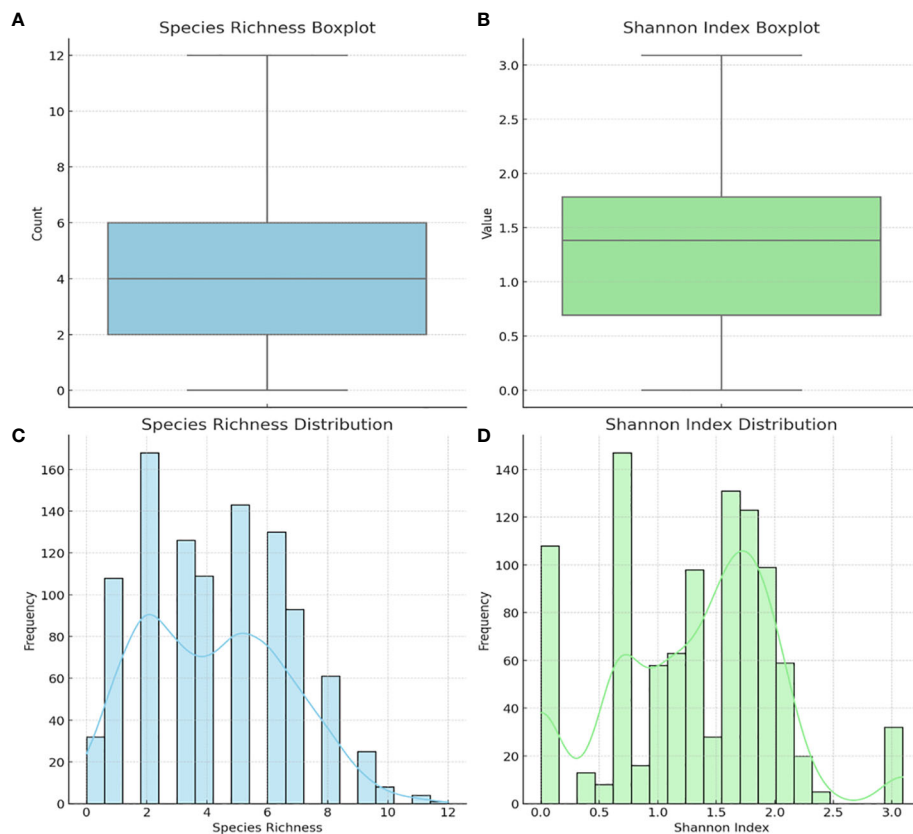 A
Species Richness Boxplot
12
10
8
6
4
2
0
Count
B
Shannon Index Boxplot
3.0
2.5
2.0
1.5
1.0
0.5
0.0
Value
C
Species Richness Distribution
160
140
120
100
80
60
40
20
0
Frequency
0 2 4 6 8 10 12
Species Richness
D
Shannon Index Distribution
140
120
100
80
60
40
20
0
Frequency
0.0 0.5 1.0 1.5 2.0 2.5 3.0
Shannon Index